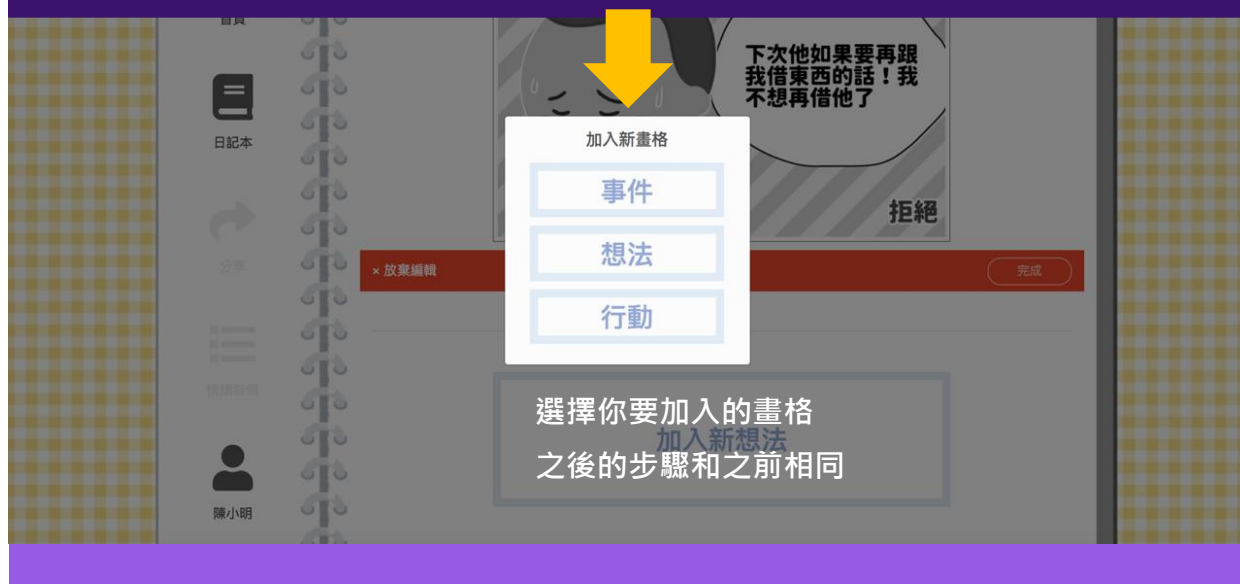 首頁
日記本
分享
陳小明
下次他如果要再跟
我借東西的話！我
不想再借他了
拒絕
× 放棄編輯
完成
加入新畫格
事件
想法
行動
加入新想法
選擇你要加入的畫格
之後的步驟和之前相同